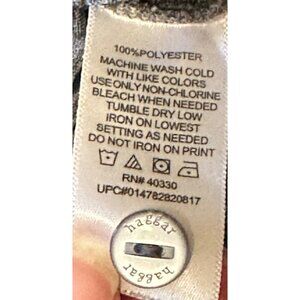 100%POLYESTER
MACHINE WASH COLD
WITH LIKE COLORS
USE ONLY NON-CHLORINE
BLEACH WHEN NEEDED
TUMBLE DRY LOW
IRON ON LOWEST
SETTING AS NEEDED
DO NOT IRON ON PRINT
RN# 40330
UPC#014782820817
haggar
haggar